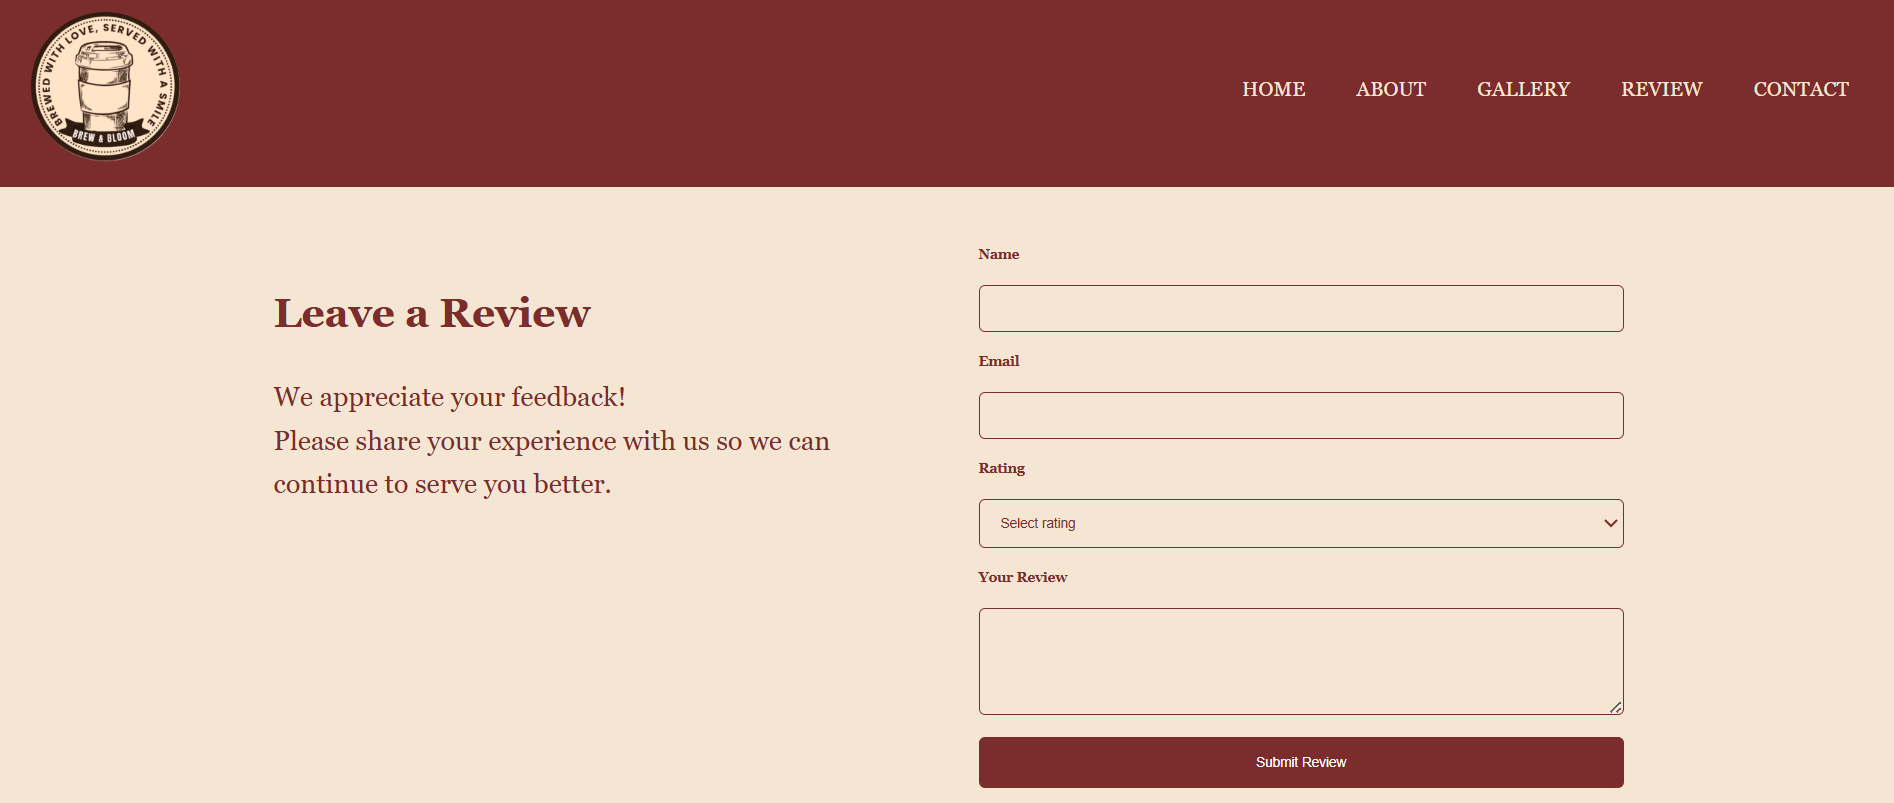 BREWED WITH LOVE, SERVED WITH A SMILE
BREW & BLOOM
HOME ABOUT GALLERY REVIEW CONTACT
Leave a Review
We appreciate your feedback!
Please share your experience with us so we can
continue to serve you better.
Name
Email
Rating
Select rating
Your Review
Submit Review